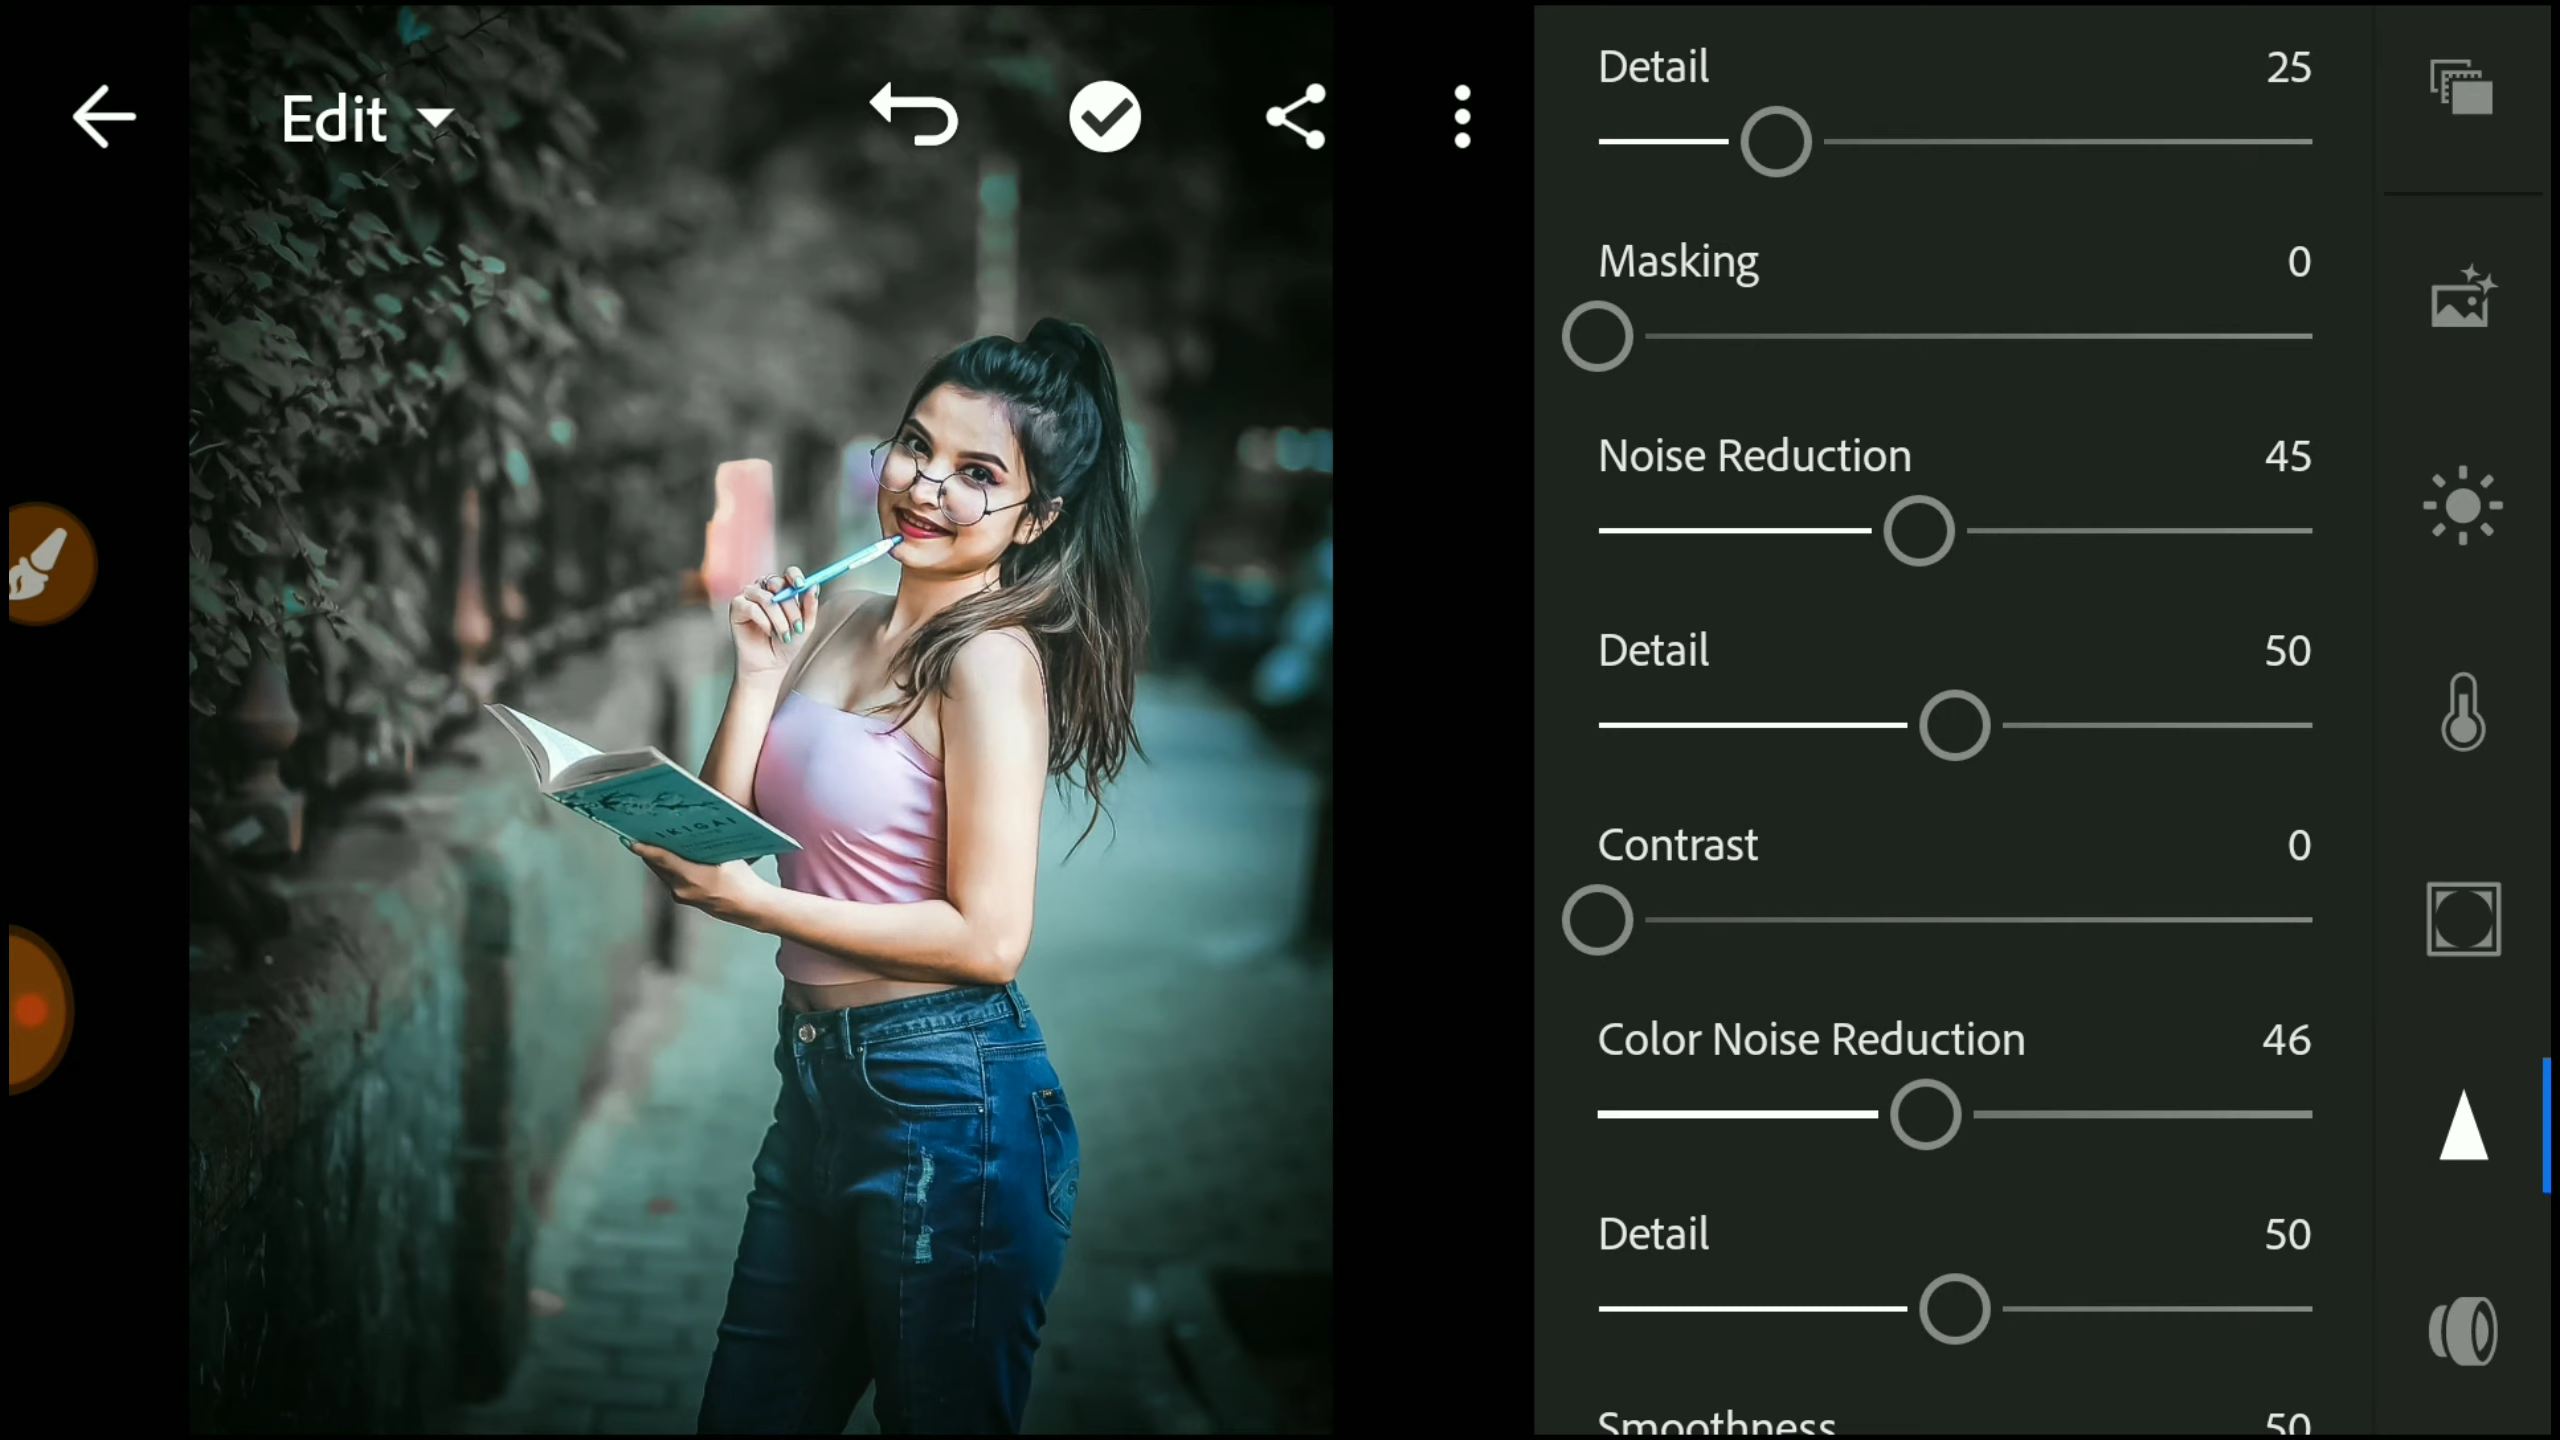 Edit
Detail 25
Masking 0
Noise Reduction 45
Detail 50
Contrast 0
Color Noise Reduction 46
Detail 50
Smoothness 50
IKIGAI